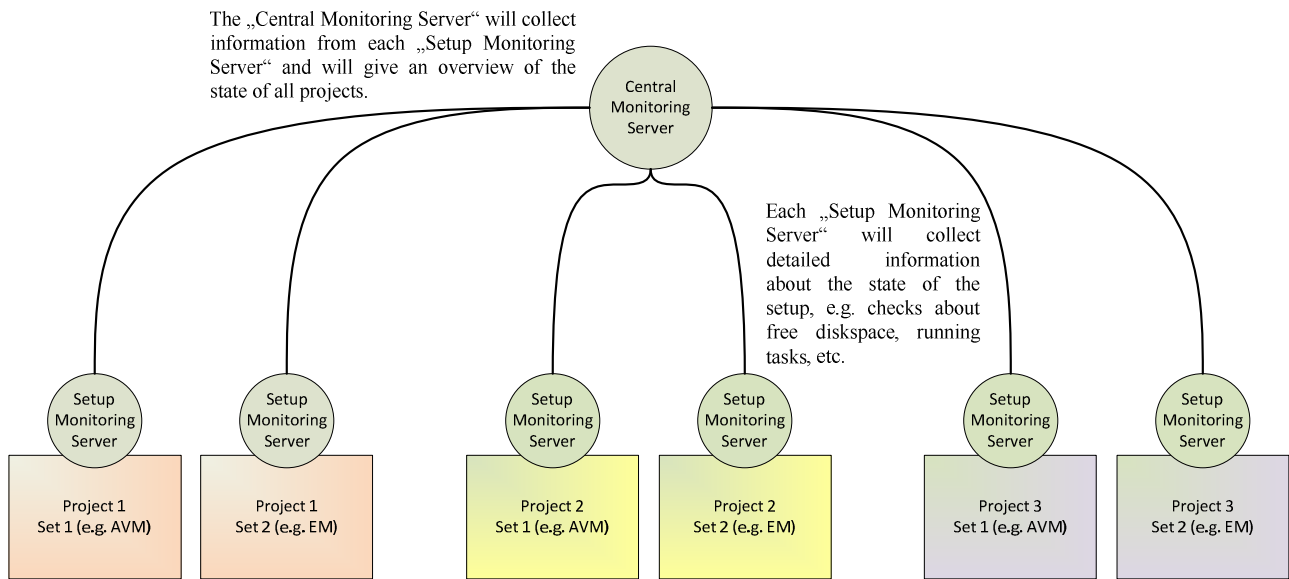 The „Central Monitoring Server“ will collect
information from each „Setup Monitoring
Server“ and will give an overview of the
state of all projects.
Central
Monitoring
Server
Each „Setup Monitoring
Server“ will collect
detailed information
about the state of the
setup, e.g. checks about
free diskspace, running
tasks, etc.
Setup
Monitoring
Server
Setup
Monitoring
Server
Setup
Monitoring
Server
Setup
Monitoring
Server
Setup
Monitoring
Server
Setup
Monitoring
Server
Project 1
Set 1 (e.g. AVM)
Project 1
Set 2 (e.g. EM)
Project 2
Set 1 (e.g. AVM)
Project 2
Set 2 (e.g. EM)
Project 3
Set 1 (e.g. AVM)
Project 3
Set 2 (e.g. EM)